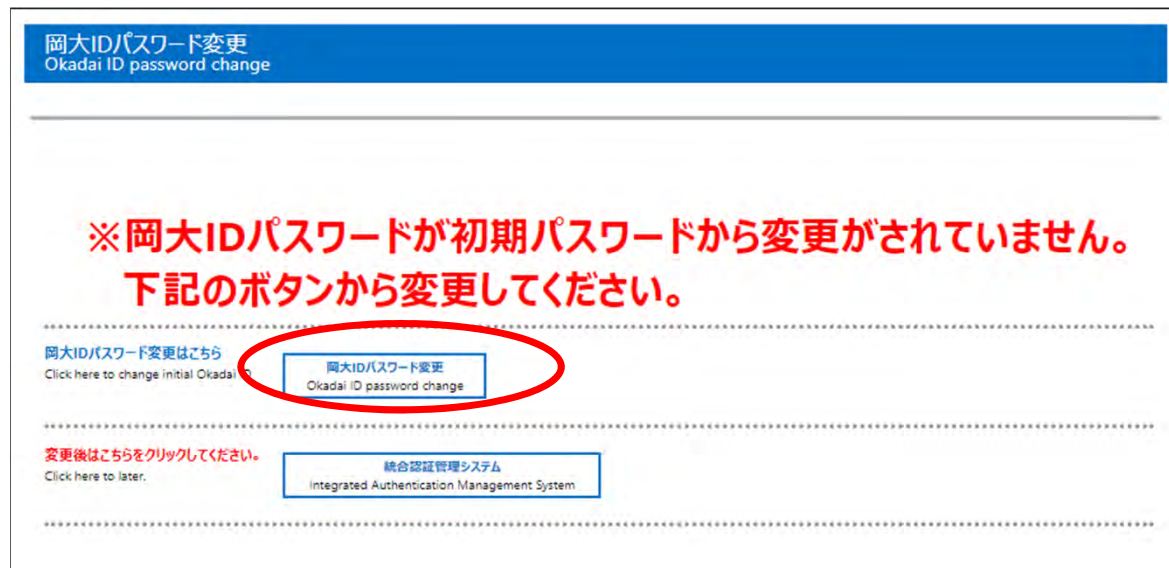 岡大IDパスワード変更
Okadai ID password change
※岡大IDパスワードが初期パスワードから変更がされていません。
下記のボタンから変更してください。
岡大IDパスワード変更はこちら
Click here to change initial Okadai
岡大IDパスワード変更
Okadai ID password change
変更後はこちらをクリックしてください。
Click here to later.
統合認証管理システム
Integrated Authentication Management System